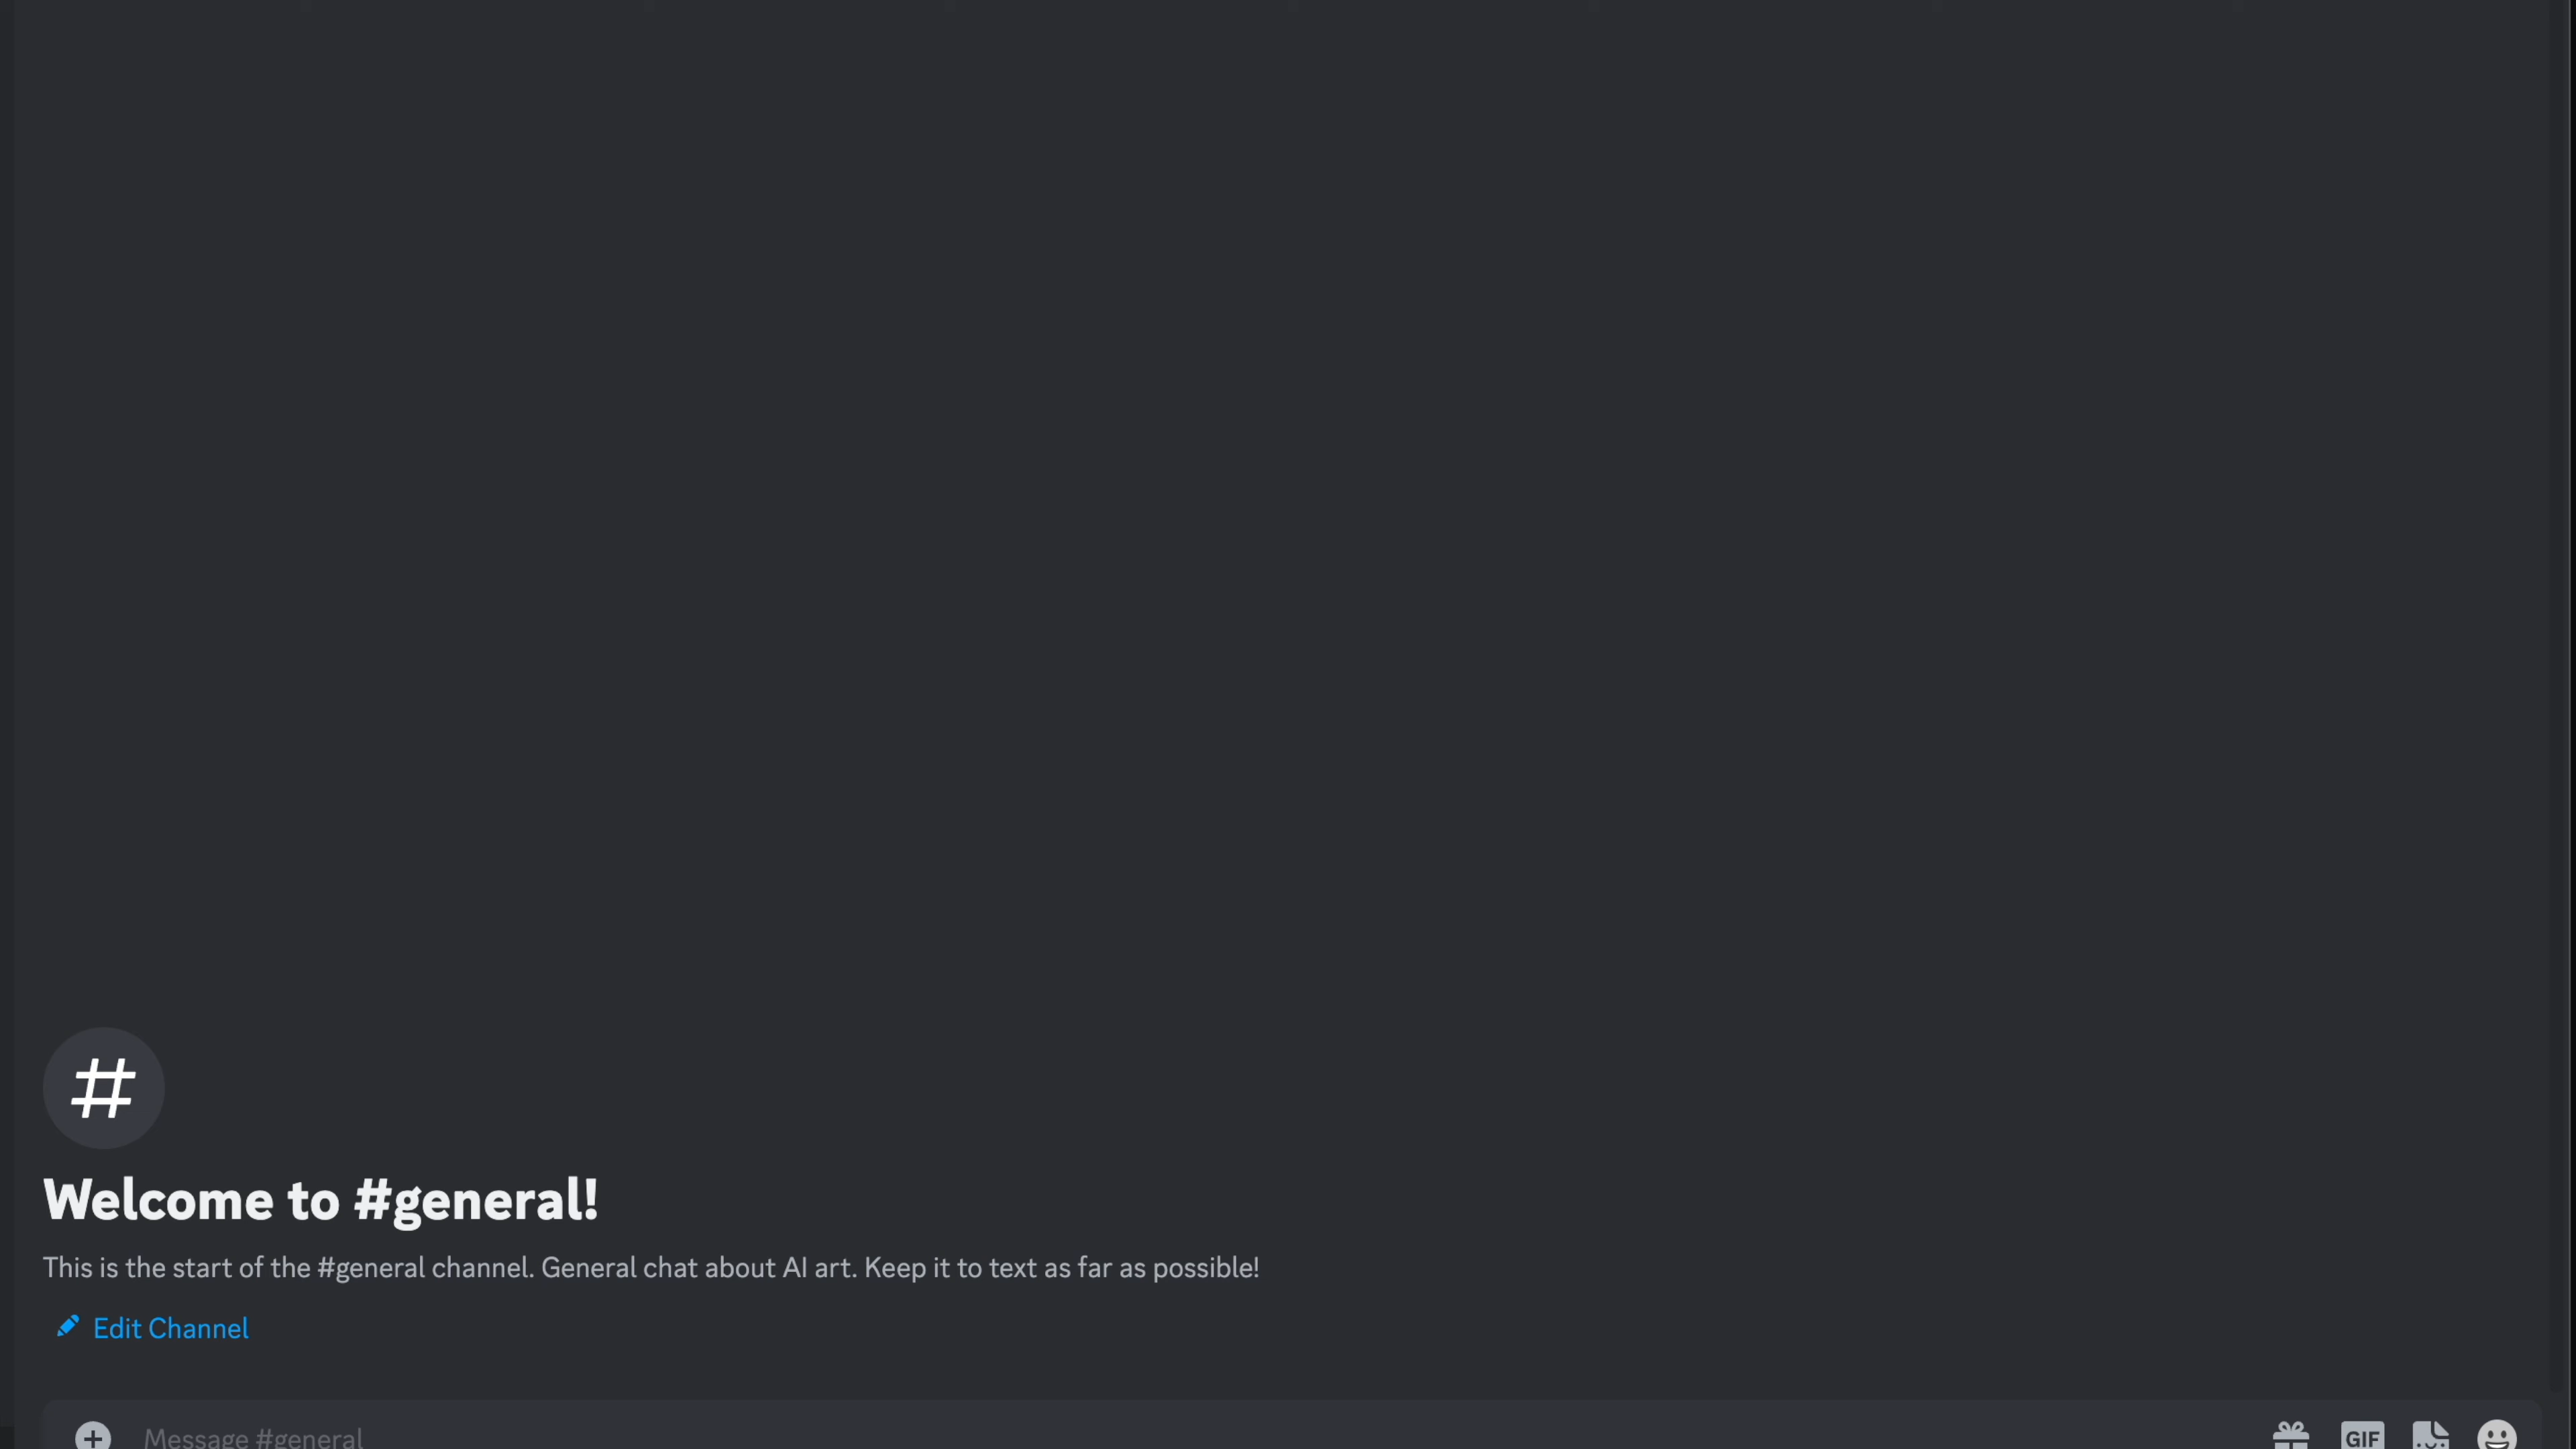 #
Welcome to #general!
This is the start of the #general channel. General chat about AI art. Keep it to text as far as possible!
Edit Channel
Message #general
GIF